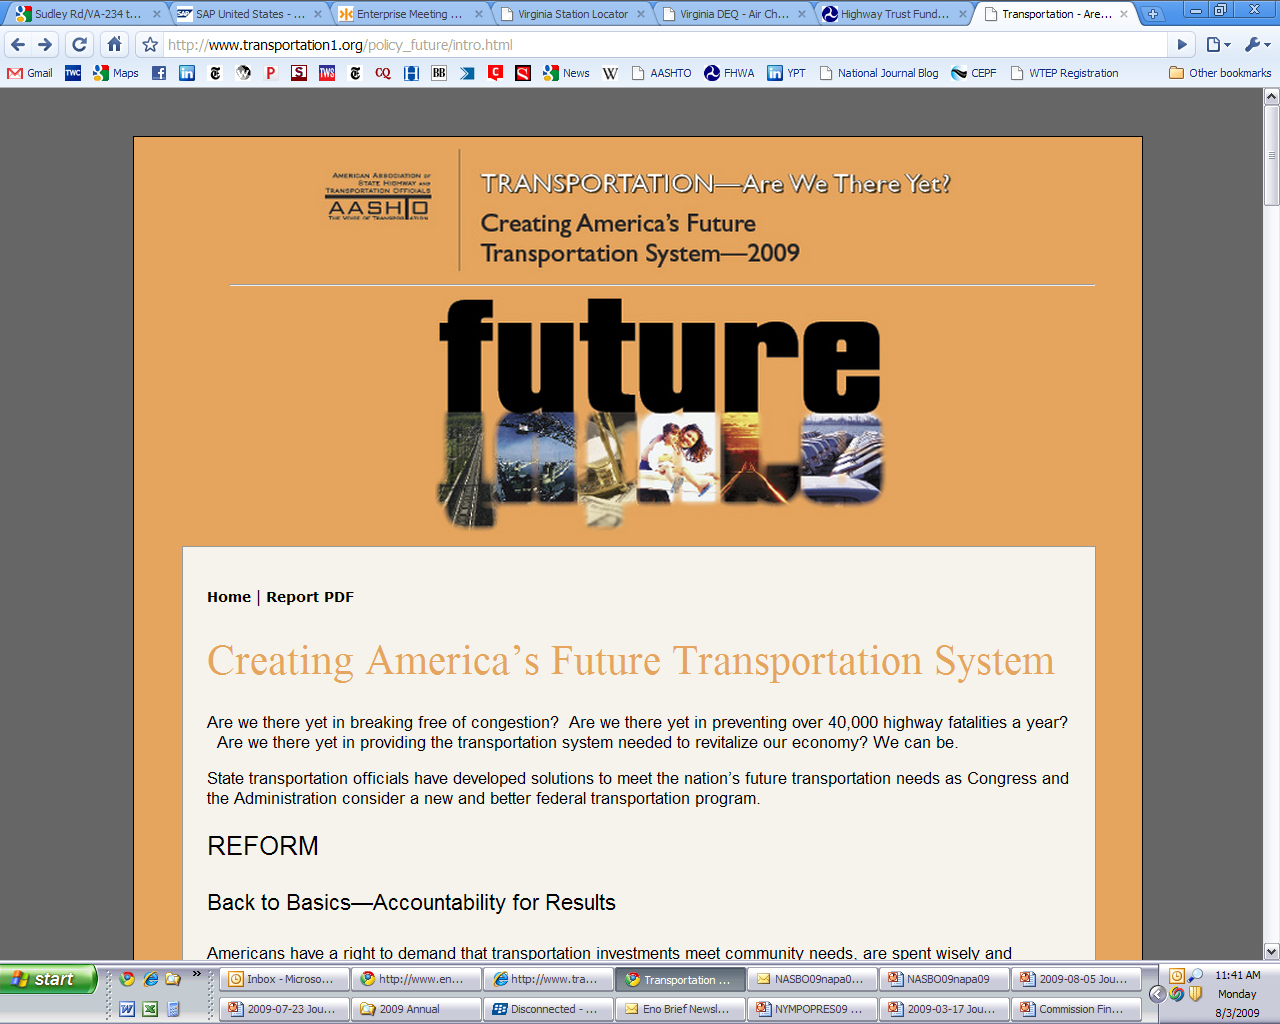 Sudley Rd/VA-234 t...
SAP United States - ...
Enterprise Meeting ...
Virginia Station Locator
Virginia DEQ - Air Ch...
Highway Trust Fund...
Transportation - Are...
http://www.transportation1.org/policy_future/intro.html
Gmail
TWC
Maps
TWS
CQ
BB
News
W
AASHTO
FHWA
YPT
National Journal Blog
CEPF
WTEP Registration
Other bookmarks
AMERICAN ASSOCIATION OF
STATE HIGHWAY AND
TRANSPORTATION OFFICIALS
AASHTO
THE VOICE OF TRANSPORTATION
TRANSPORTATION—Are We There Yet?
Creating America's Future
Transportation System—2009
future
Home | Report PDF
Creating America's Future Transportation System
Are we there yet in breaking free of congestion?  Are we there yet in preventing over 40,000 highway fatalities a year?
Are we there yet in providing the transportation system needed to revitalize our economy? We can be.
State transportation officials have developed solutions to meet the nation's future transportation needs as Congress and
the Administration consider a new and better federal transportation program.
REFORM
Back to Basics—Accountability for Results
Americans have a right to demand that transportation investments meet community needs, are spent wisely and
start
Inbox - Microso...
http://www.en...
http://www.tra...
Transportation ...
NASBO09napa0...
NASBO09napa09
2009-08-05 Jou...
11:41 AM
2009-07-23 Jou...
2009 Annual
Disconnected - ...
Eno Brief Newsl...
NYMPOPRES09 ...
2009-03-17 Jou...
Commission Fin...
Monday
8/3/2009